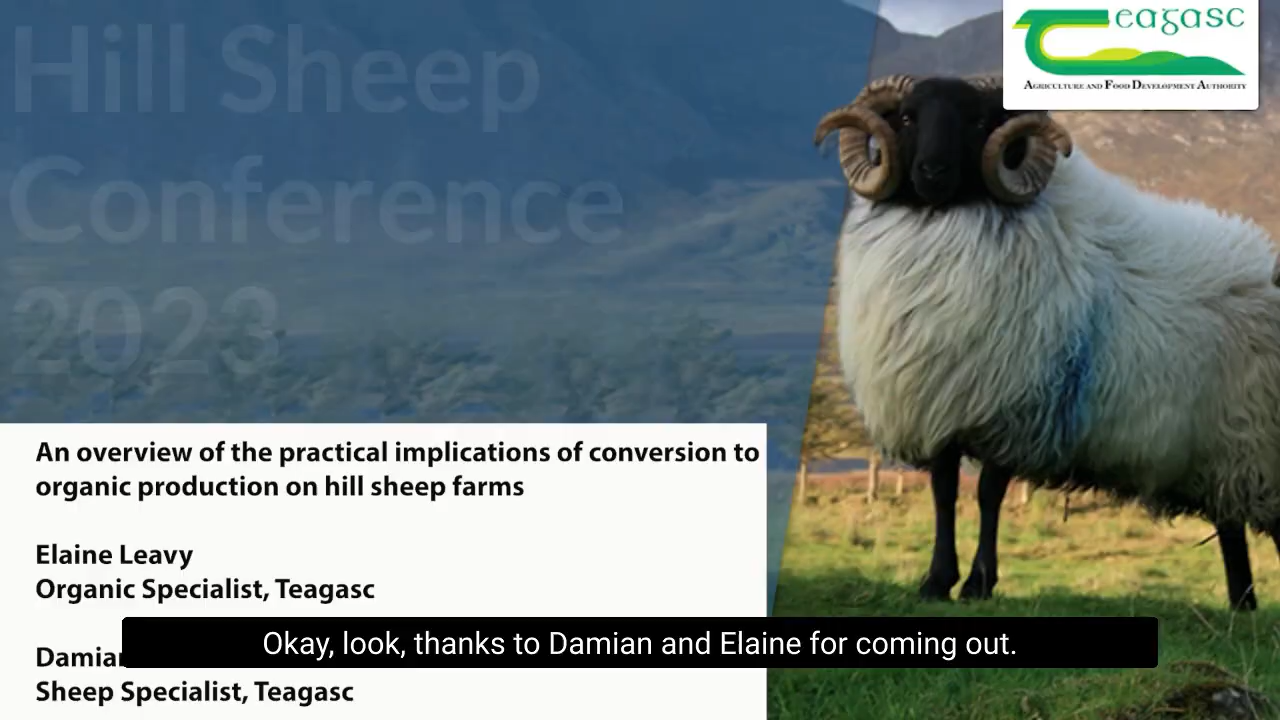 Hill Sheep
Conference
2023
Teagasc
AGRICULTURE AND FOOD DEVELOPMENT AUTHORITY
An overview of the practical implications of conversion to
organic production on hill sheep farms
Elaine Leavy
Organic Specialist, Teagasc
Okay, look, thanks to Damian and Elaine for coming out.
Sheep Specialist, Teagasc